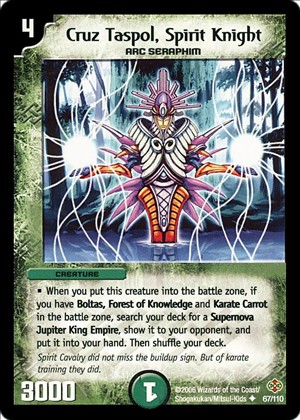 4
Cruz Taspol, Spirit Knight
ARC SERAPHIM
CREATURE
▪ When you put this creature into the battle zone, if
you have Boltas, Forest of Knowledge and Karate Carrot
in the battle zone, search your deck for a Supernova
Jupiter King Empire, show it to your opponent, and
put it into your hand. Then shuffle your deck.
Spirit Cavalry did not miss the buildup sign. But of karate
training they did.
3000
1
©2006 Wizards of the Coast/
Shogakukan/Mitsui-Kids ♦ 67/110